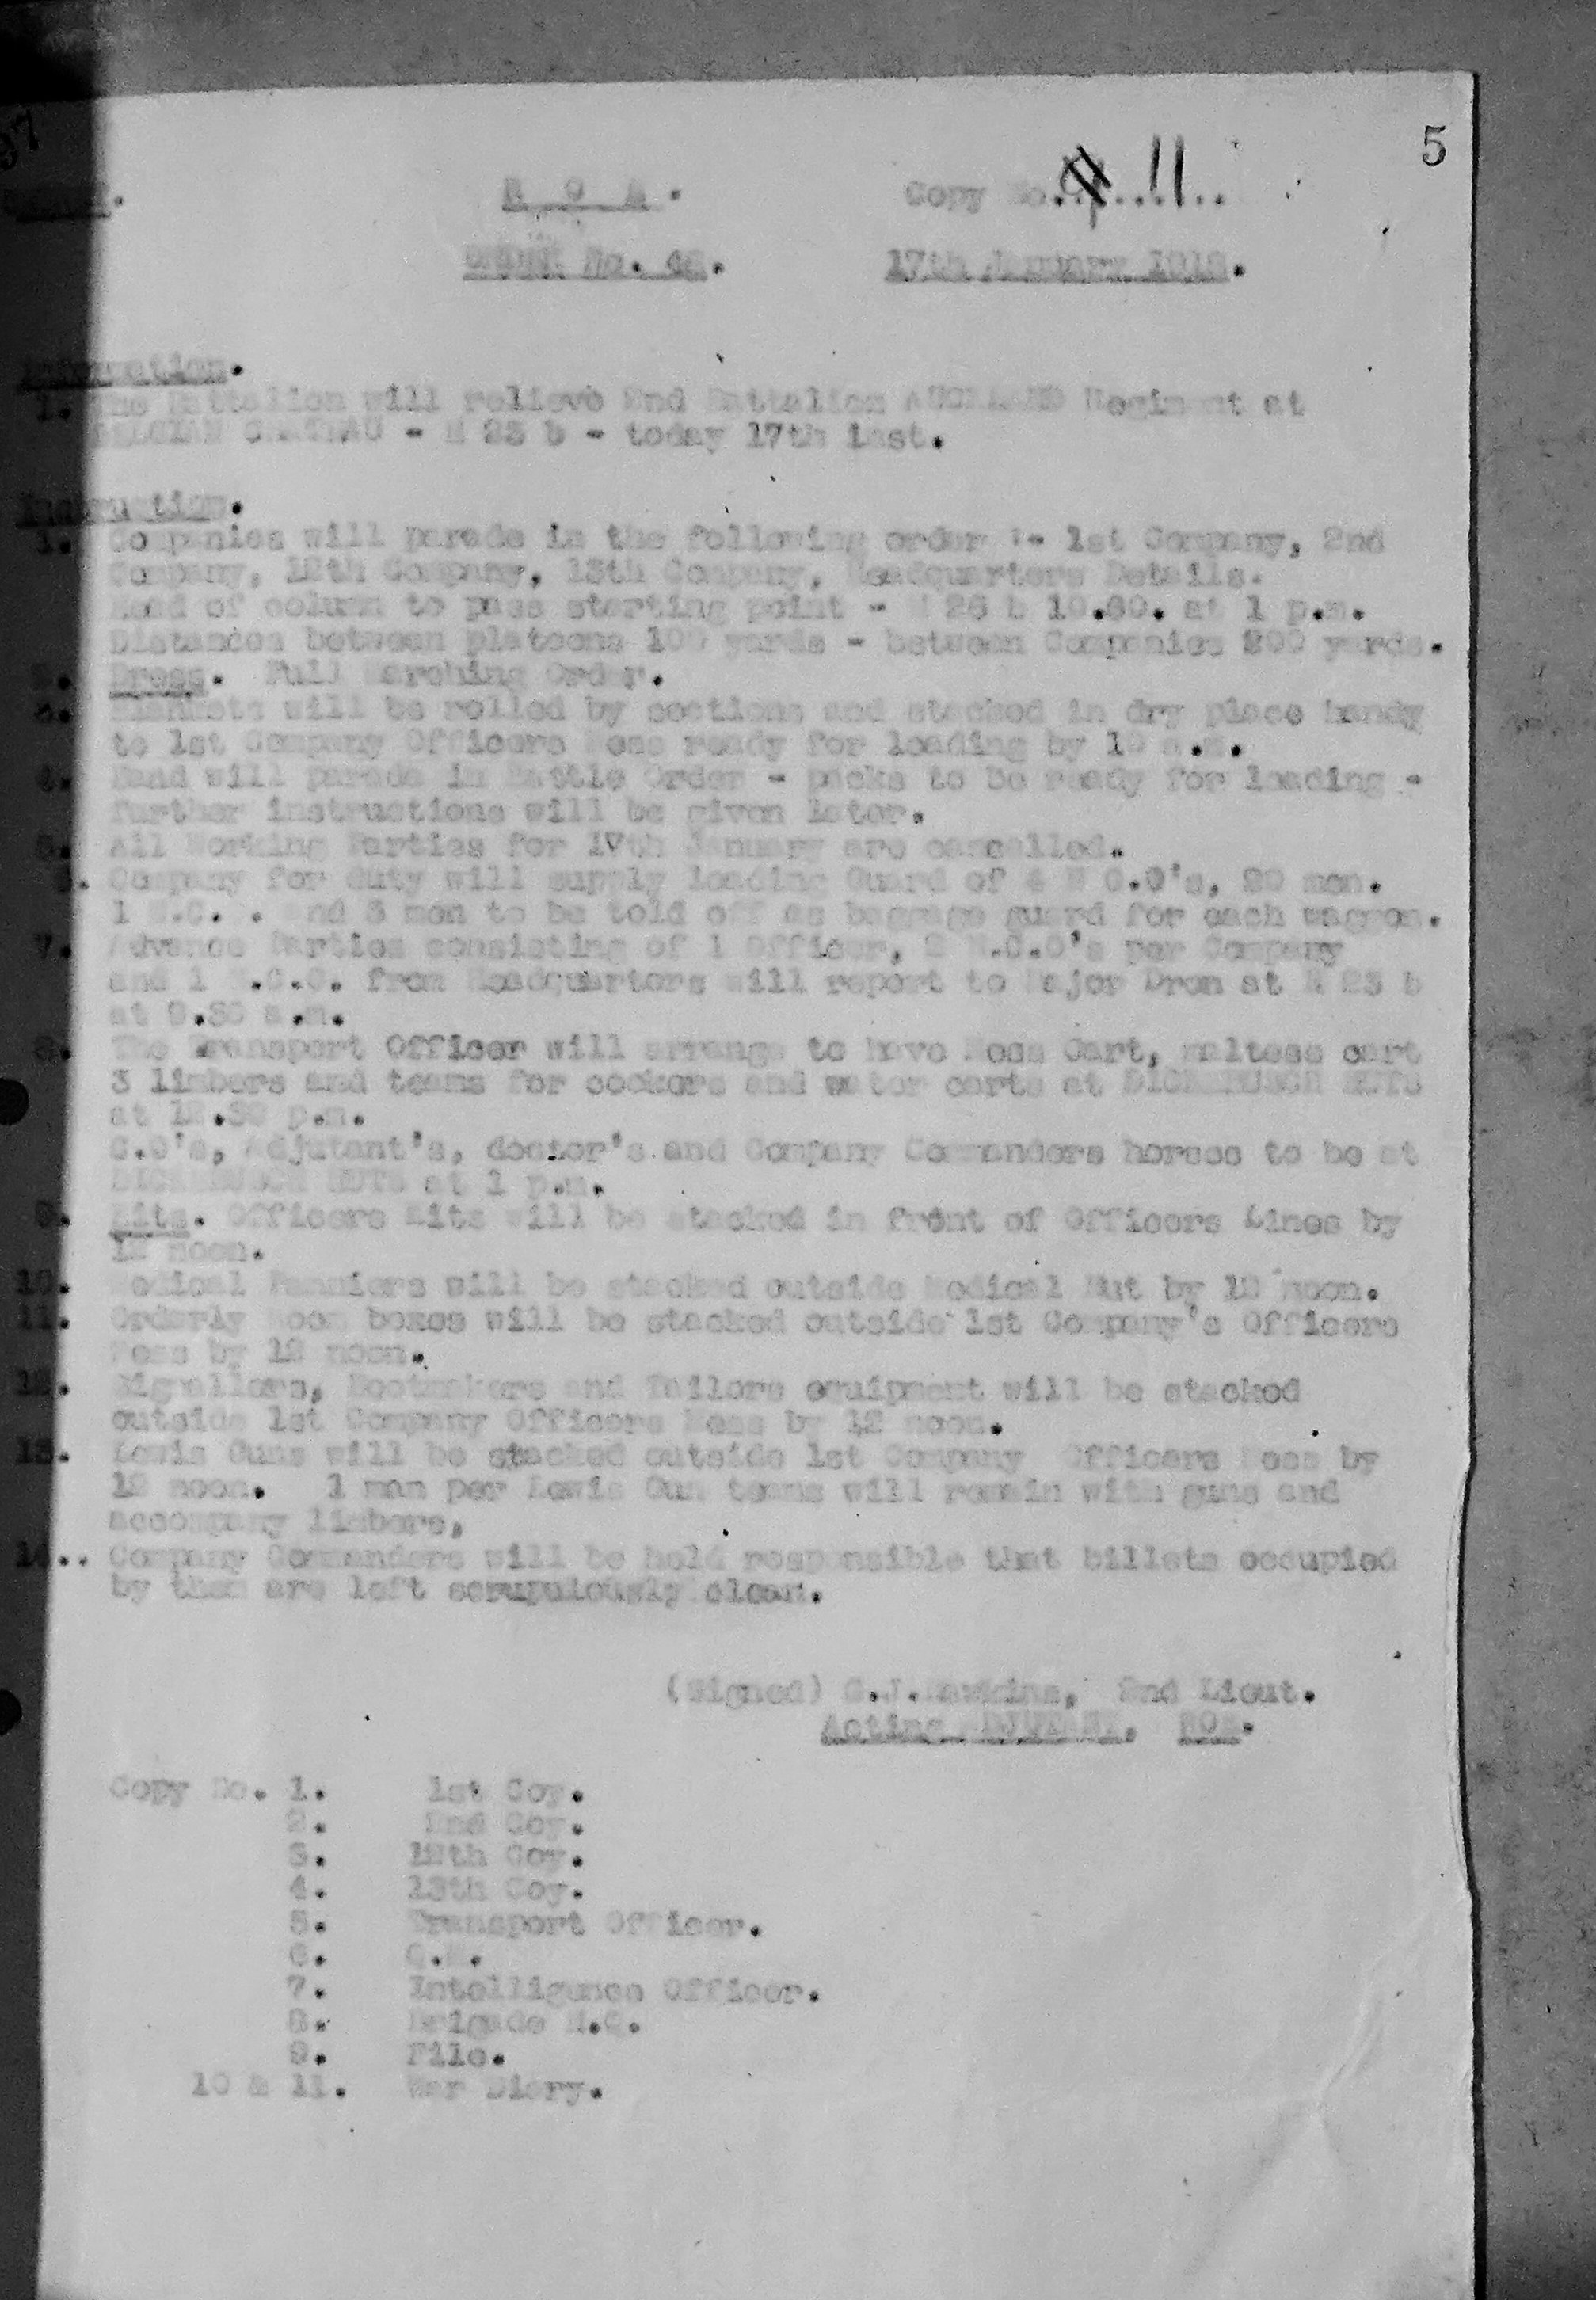 5
Copy No. 11
ORDER No. 46.
17th January 1918.
Information.
1. The Battalion will relieve 2nd Battalion AUCKLAND Regiment at
BELGIAN CHATEAU - H 23 b - today 17th inst.
Instruction.
1. Companies will parade in the following order :- 1st Company, 2nd
Company, 12th Company, 13th Company, Headquarters Details.
Head of column to pass starting point - H 26 b 10.60. at 1 p.m.
Distances between platoons 100 yards - between Companies 200 yards.
2. Dress. Full Marching Order.
3. Blankets will be rolled by sections and stacked in dry place handy
to 1st Company Officers Mess ready for loading by 10 a.m.
4. Band will parade in Battle Order - packs to be ready for loading -
further instructions will be given later.
5. All Working Parties for 17th January are cancelled.
6. Company for duty will supply loading Guard of 4 N C.O's, 20 men.
1 N.C. . and 3 men to be told off as baggage guard for each waggon.
7. Advance Parties consisting of 1 Officer, 2 N.C.O's per Company
and 1 N.C.O. from Headquarters will report to Major Dron at H 23 b
at 9.30 a.m.
8. The Transport Officer will arrange to have Mess Cart, maltese cart
3 limbers and teams for cookers and water carts at DICKEBUSCH HUTS
at 12.30 p.m.
C.O's, Adjutant's, doctor's and Company Commanders horses to be at
DICKEBUSCH HUTS at 1 p.m.
9. Kits. Officers Kits will be stacked in front of Officers Lines by
12 noon.
10. Medical Panniers will be stacked outside Medical Hut by 12 noon.
11. Orderly Room boxes will be stacked outside 1st Company's Officers
Mess by 12 noon.
12. Signallers, Bootmakers and Tailors equipment will be stacked
outside 1st Company Officers Mess by 12 noon.
13. Lewis Guns will be stacked outside 1st Company Officers Mess by
12 noon. 1 man per Lewis Gun teams will remain with guns and
accompany limbers,
14.. Company Commanders will be held responsible that billets occupied
by them are left scrupulously clean.
(Signed) G.J.Hawkins, 2nd Lieut.
Acting ADJUTANT,
Copy No. 1. 1st Coy.
2. 2nd Coy.
3. 12th Coy.
4. 13th Coy.
5. Transport Officer.
6. Q.M.
7. Intelligence Officer.
8. Brigade H.Q.
9. File.
10 & 11. War Diary.